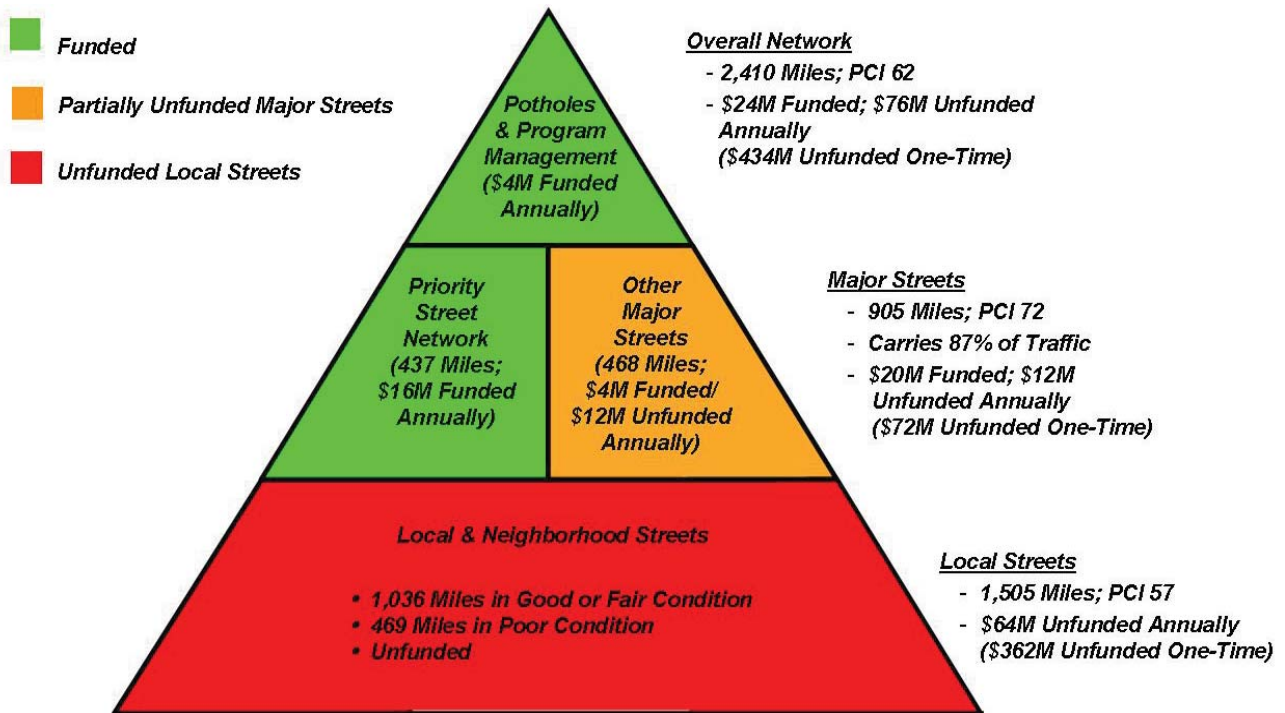 Funded
Partially Unfunded Major Streets
Unfunded Local Streets
Potholes
& Program
Management
($4M Funded
Annually)
Overall Network
- 2,410 Miles; PCI 62
- $24M Funded; $76M Unfunded
Annually
($434M Unfunded One-Time)
Priority
Street
Network
(437 Miles;
$16M Funded
Annually)
Other
Major
Streets
(468 Miles;
$4M Funded/
$12M Unfunded
Annually)
Major Streets
- 905 Miles; PCI 72
- Carries 87% of Traffic
- $20M Funded; $12M
Unfunded Annually
($72M Unfunded One-Time)
Local & Neighborhood Streets
• 1,036 Miles in Good or Fair Condition
• 469 Miles in Poor Condition
• Unfunded
Local Streets
- 1,505 Miles; PCI 57
- $64M Unfunded Annually
($362M Unfunded One-Time)